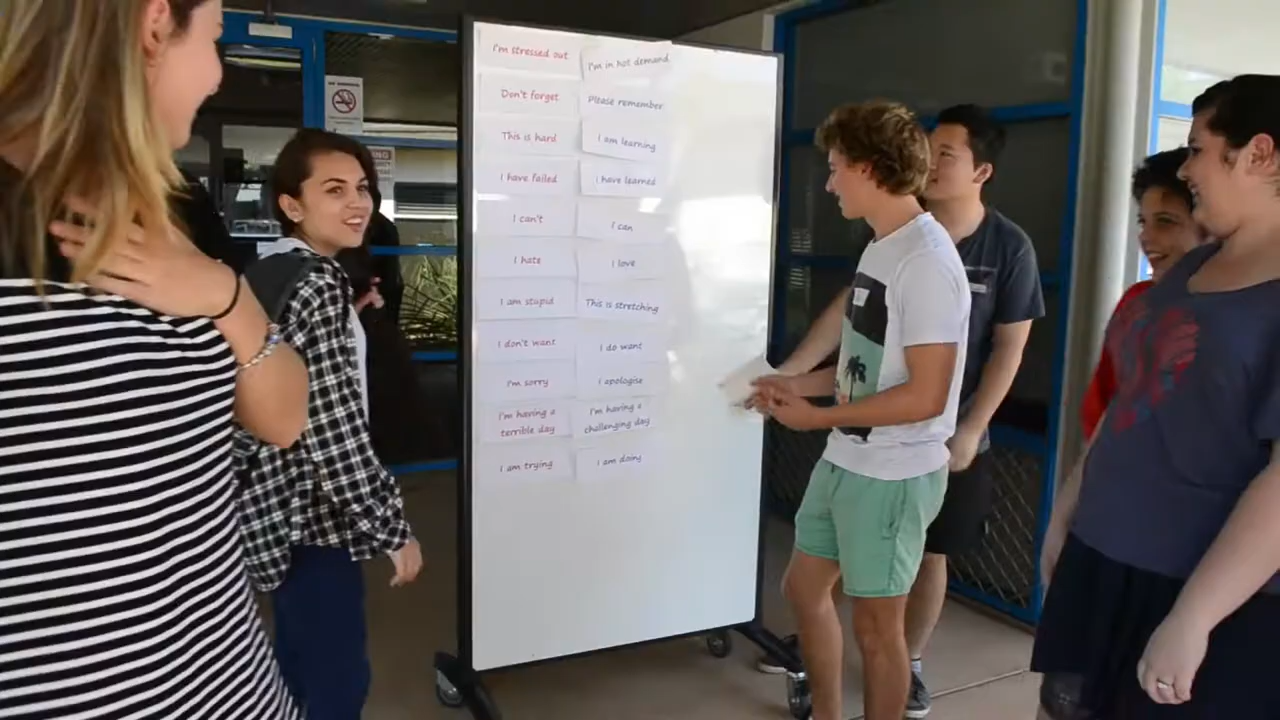 I'm stressed out
I'm in hot demand
Don't forget
Please remember
This is hard
I am learning
I have failed
I have learned
I can't
I can
I hate
I love
I am stupid
This is stretching
I don't want
I do want
I'm sorry
I apologise
I'm having a
terrible day
I'm having a
challenging day
I am trying
I am doing